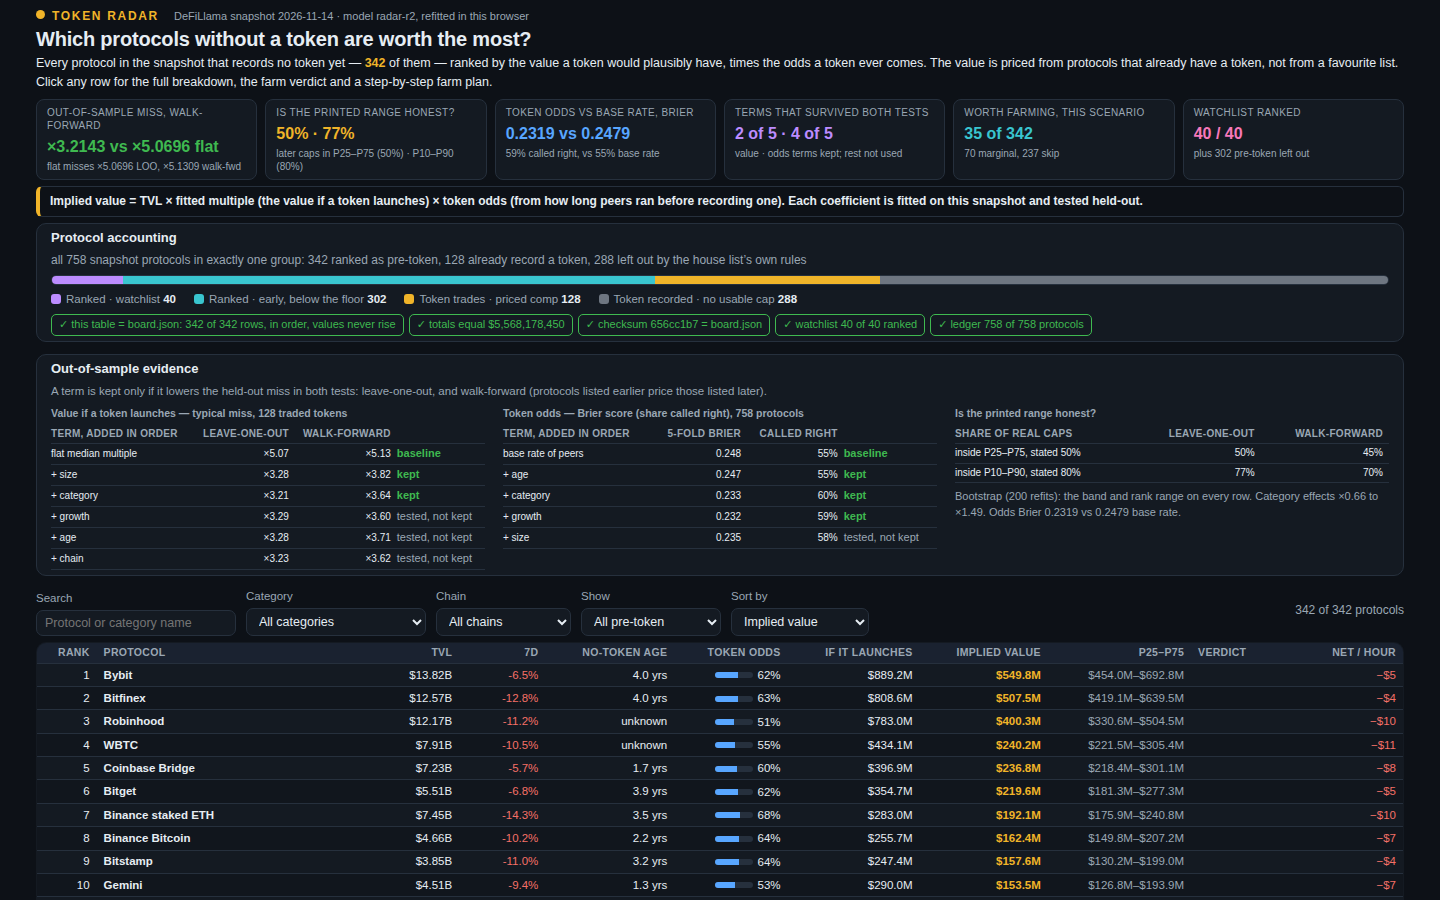 TOKEN RADAR DeFiLlama snapshot 2026-11-14 · model radar-r2, refitted in this browser
Which protocols without a token are worth the most?
Every protocol in the snapshot that records no token yet — 342 of them — ranked by the value a token would plausibly have, times the odds a token ever comes. The value is priced from protocols that already have a token, not from a favourite list.
Click any row for the full breakdown, the farm verdict and a step-by-step farm plan.
OUT-OF-SAMPLE MISS, WALK-FORWARD
×3.2143 vs ×5.0696 flat
flat misses ×5.0696 LOO, ×5.1309 walk-fwd
IS THE PRINTED RANGE HONEST?
50% · 77%
later caps in P25–P75 (50%) · P10–P90 (80%)
TOKEN ODDS VS BASE RATE, BRIER
0.2319 vs 0.2479
59% called right, vs 55% base rate
TERMS THAT SURVIVED BOTH TESTS
2 of 5 · 4 of 5
value · odds terms kept; rest not used
WORTH FARMING, THIS SCENARIO
35 of 342
70 marginal, 237 skip
WATCHLIST RANKED
40 / 40
plus 302 pre-token left out
Implied value = TVL × fitted multiple (the value if a token launches) × token odds (from how long peers ran before recording one). Each coefficient is fitted on this snapshot and tested held-out.
Protocol accounting
all 758 snapshot protocols in exactly one group: 342 ranked as pre-token, 128 already record a token, 288 left out by the house list's own rules
Ranked · watchlist 40 Ranked · early, below the floor 302 Token trades · priced comp 128 Token recorded · no usable cap 288
✓ this table = board.json: 342 of 342 rows, in order, values never rise ✓ totals equal $5,568,178,450 ✓ checksum 656cc1b7 = board.json ✓ watchlist 40 of 40 ranked ✓ ledger 758 of 758 protocols
Out-of-sample evidence
A term is kept only if it lowers the held-out miss in both tests: leave-one-out, and walk-forward (protocols listed earlier price those listed later).
Value if a token launches — typical miss, 128 traded tokens
TERM, ADDED IN ORDER LEAVE-ONE-OUT WALK-FORWARD
flat median multiple ×5.07 ×5.13 baseline
+ size ×3.28 ×3.82 kept
+ category ×3.21 ×3.64 kept
+ growth ×3.29 ×3.60 tested, not kept
+ age ×3.28 ×3.71 tested, not kept
+ chain ×3.23 ×3.62 tested, not kept
Token odds — Brier score (share called right), 758 protocols
TERM, ADDED IN ORDER 5-FOLD BRIER CALLED RIGHT
base rate of peers 0.248 55% baseline
+ age 0.247 55% kept
+ category 0.233 60% kept
+ growth 0.232 59% kept
+ size 0.235 58% tested, not kept
Is the printed range honest?
SHARE OF REAL CAPS LEAVE-ONE-OUT WALK-FORWARD
inside P25–P75, stated 50% 50% 45%
inside P10–P90, stated 80% 77% 70%
Bootstrap (200 refits): the band and rank range on every row. Category effects ×0.66 to
×1.49. Odds Brier 0.2319 vs 0.2479 base rate.
Search Category Chain Show Sort by
Protocol or category name All categories All chains All pre-token Implied value 342 of 342 protocols
RANK PROTOCOL TVL 7D NO-TOKEN AGE TOKEN ODDS IF IT LAUNCHES IMPLIED VALUE P25–P75 VERDICT NET / HOUR
1 Bybit $13.82B -6.5% 4.0 yrs 62% $889.2M $549.8M $454.0M–$692.8M −$5
2 Bitfinex $12.57B -12.8% 4.0 yrs 63% $808.6M $507.5M $419.1M–$639.5M −$4
3 Robinhood $12.17B -11.2% unknown 51% $783.0M $400.3M $330.6M–$504.5M −$10
4 WBTC $7.91B -10.5% unknown 55% $434.1M $240.2M $221.5M–$305.4M −$11
5 Coinbase Bridge $7.23B -5.7% 1.7 yrs 60% $396.9M $236.8M $218.4M–$301.1M −$8
6 Bitget $5.51B -6.8% 3.9 yrs 62% $354.7M $219.6M $181.3M–$277.3M −$5
7 Binance staked ETH $7.45B -14.3% 3.5 yrs 68% $283.0M $192.1M $175.9M–$240.8M −$10
8 Binance Bitcoin $4.66B -10.2% 2.2 yrs 64% $255.7M $162.4M $149.8M–$207.2M −$7
9 Bitstamp $3.85B -11.0% 3.2 yrs 64% $247.4M $157.6M $130.2M–$199.0M −$4
10 Gemini $4.51B -9.4% 1.3 yrs 53% $290.0M $153.5M $126.8M–$193.9M −$7